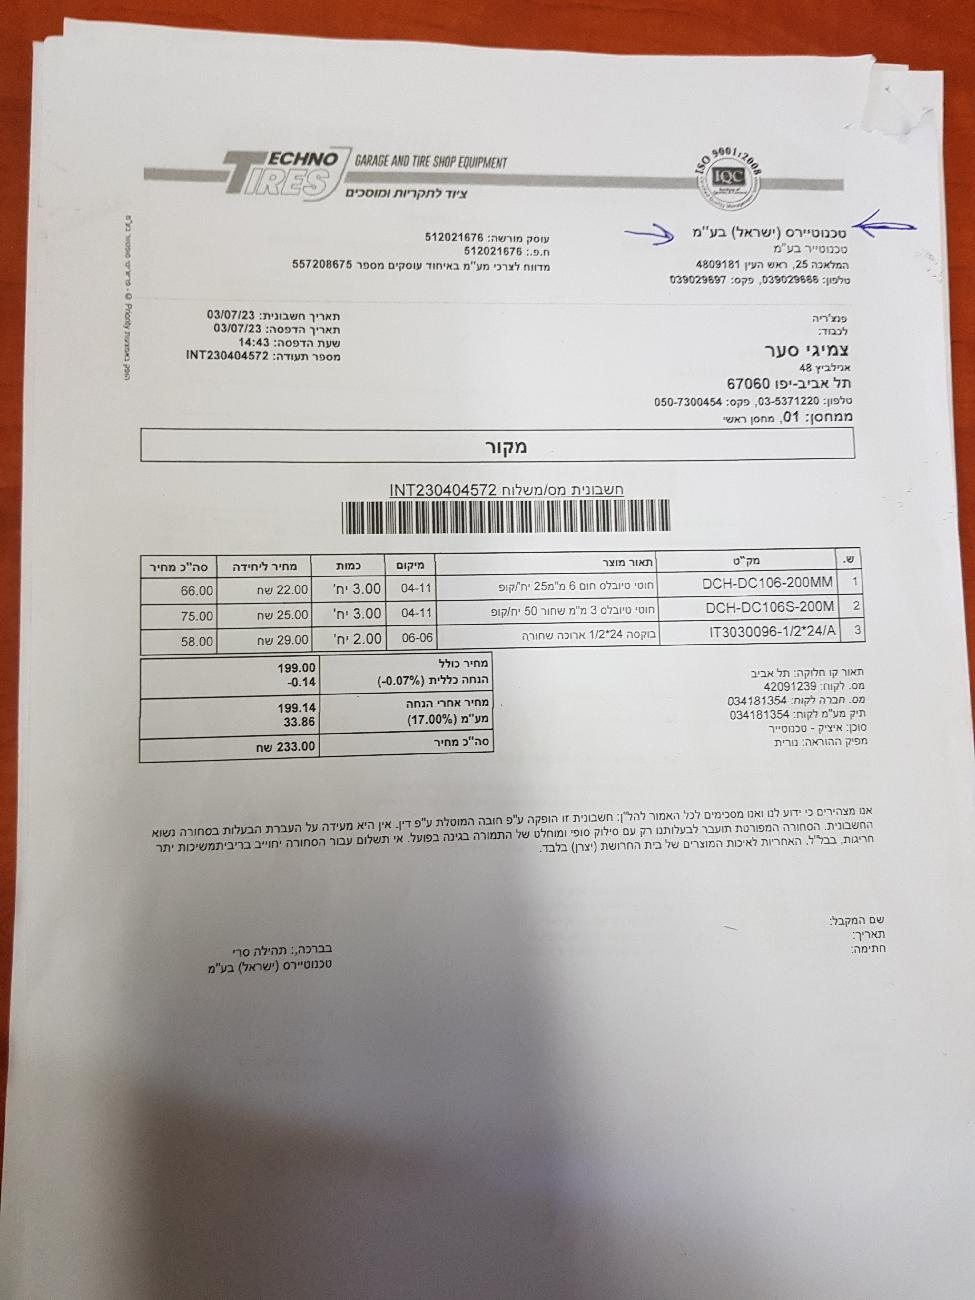 TECHNO TIRES GARAGE AND TIRE SHOP EQUIPMENT
ציוד לתקריות ומוסכים
ISO 9001:2008
IQC
טכנוטיירס (ישראל) בע"מ
טכנוטייר בע"מ
המלאכה 25, ראש העין 4809181
טלפון: 039029666, פקס: 039029697
עוסק מורשה: 512021676
ח.פ.: 512021676
מדווח לצרכי מע"מ באיחוד עוסקים מספר 557208675
תאריך חשבונית: 03/07/23
תאריך הדפסה: 03/07/23
שעת הדפסה: 14:43
מספר תעודה: INT230404572
פנצ'ריה
לכבוד:
צמיגי סער
אנילביץ 48
תל אביב-יפו 67060
טלפון: 03-5371220, פקס: 050-7300454
ממחסן: 01, מחסן ראשי
מקור
חשבונית מס/משלוח INT230404572
ש. מק"ט תאור מוצר מיקום כמות מחיר ליחידה סה"כ מחיר
1 DCH-DC106-200MM חוטי טיובלס חום 6 מ"מ25 יח'/קופ 04-11 3.00 יח' 22.00 שח 66.00
2 DCH-DC106S-200M חוטי טיובלס 3 מ"מ שחור 50 יח/קופ 04-11 3.00 יח' 25.00 שח 75.00
3 IT3030096-1/2*24/A בוקסה 24*1/2 ארוכה שחורה 06-06 2.00 יח' 29.00 שח 58.00
מחיר כולל 199.00
הנחה כללית (-0.07%) -0.14
מחיר אחרי הנחה 199.14
מע"מ (17.00%) 33.86
סה"כ מחיר 233.00 שח
תאור קו חלוקה: תל אביב
מס. לקוח: 42091239
מס. חברה לקוח: 034181354
תיק מע"מ לקוח: 034181354
סוכן: איציק - טכנוטייר
מפיק ההוראה: נורית
אנו מצהירים כי ידוע לנו ואנו מסכימים לכל האמור להל"ן: חשבונית זו הופקה ע"פ חובה המוטלת ע"פ דין. אין היא מעידה על העברת הבעלות בסחורה נשוא
החשבונית. הסחורה המפורטת תועבר לבעלותנו רק עם סילוק סופי ומוחלט של התמורה בגינה בפועל. אי תשלום עבור הסחורה יחוייב בריביתמשיכות יתר
חריגות, בבל"ל. האחריות לאיכות המוצרים של בית החרושת (יצרן) בלבד.
שם המקבל:
תאריך:
חתימה:
בברכה,: תהילה סרי
טכנוטיירס (ישראל) בע"מ